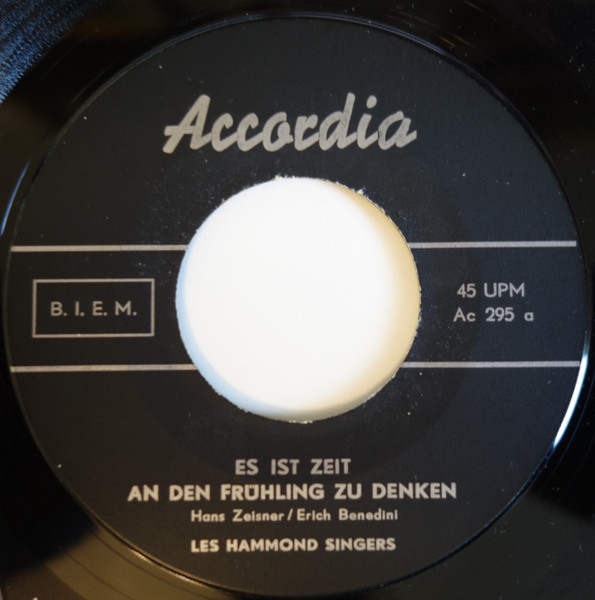 Accordia
B. I. E. M.
45 UPM
Ac 295 a
ES IST ZEIT
AN DEN FRÜHLING ZU DENKEN
Hans Zeisner / Erich Benedini
LES HAMMOND SINGERS